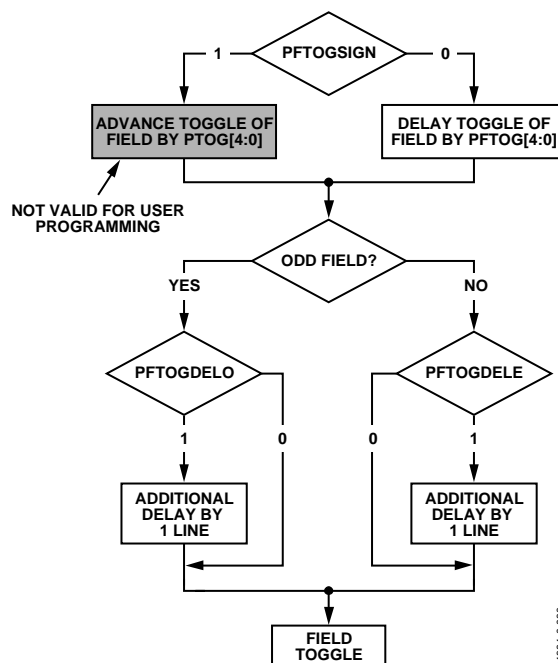 PFTOGSIGN
1
0
ADVANCE TOGGLE OF
FIELD BY PTOG[4:0]
DELAY TOGGLE OF
FIELD BY PFTOG[4:0]
NOT VALID FOR USER
PROGRAMMING
ODD FIELD?
YES
NO
PFTOGDELO
PFTOGDELE
1
0
0
1
ADDITIONAL
DELAY BY
1 LINE
ADDITIONAL
DELAY BY
1 LINE
FIELD
TOGGLE